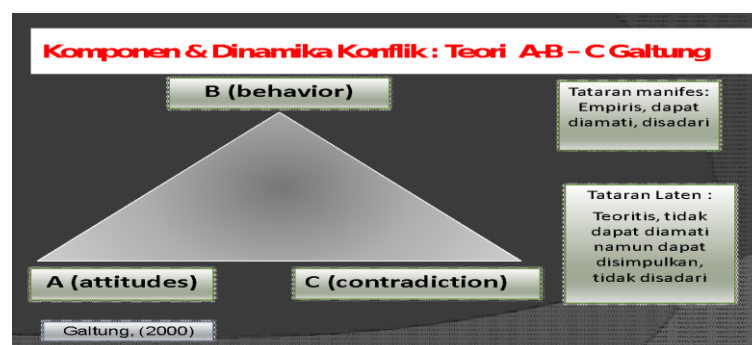 Komponen & Dinamika Konflik : Teori A-B - C Galtung
B (behavior)
Tataran manifes:
Empiris, dapat
diamati, disadari
A (attitudes)
C (contradiction)
Tataran Laten :
Teoritis, tidak
dapat diamati
namun dapat
disimpulkan,
tidak disadari
Galtung, (2000)